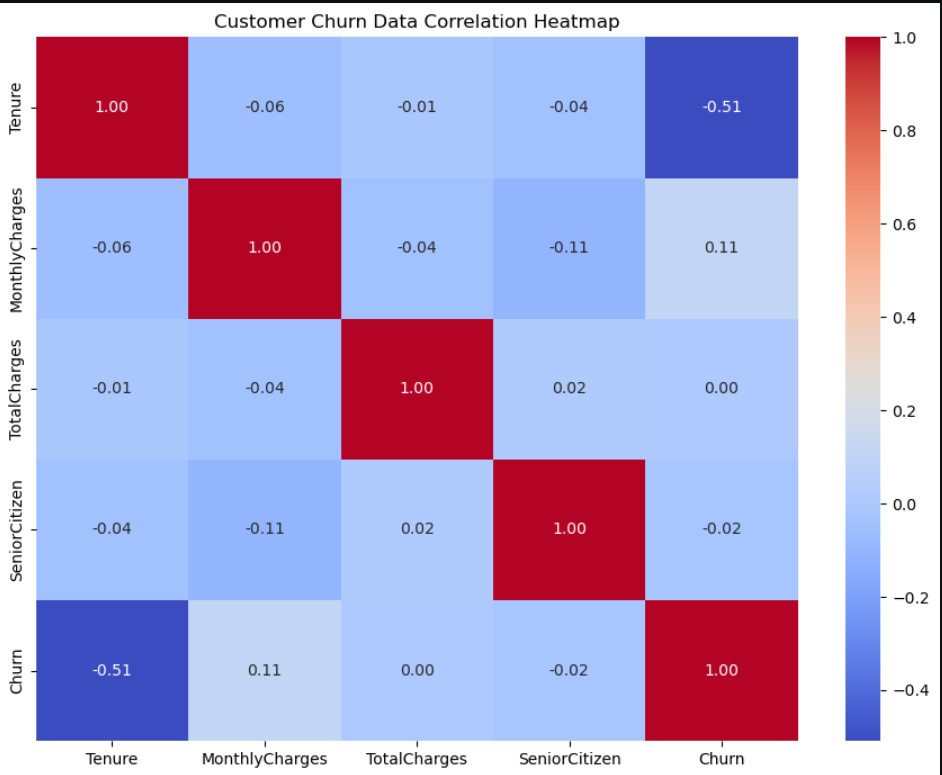 Customer Churn Data Correlation Heatmap
Tenure 1.00 -0.06 -0.01 -0.04 -0.51
MonthlyCharges -0.06 1.00 -0.04 -0.11 0.11
TotalCharges -0.01 -0.04 1.00 0.02 0.00
SeniorCitizen -0.04 -0.11 0.02 1.00 -0.02
Churn -0.51 0.11 0.00 -0.02 1.00
Tenure MonthlyCharges TotalCharges SeniorCitizen Churn
1.0
0.8
0.6
0.4
0.2
0.0
−0.2
−0.4